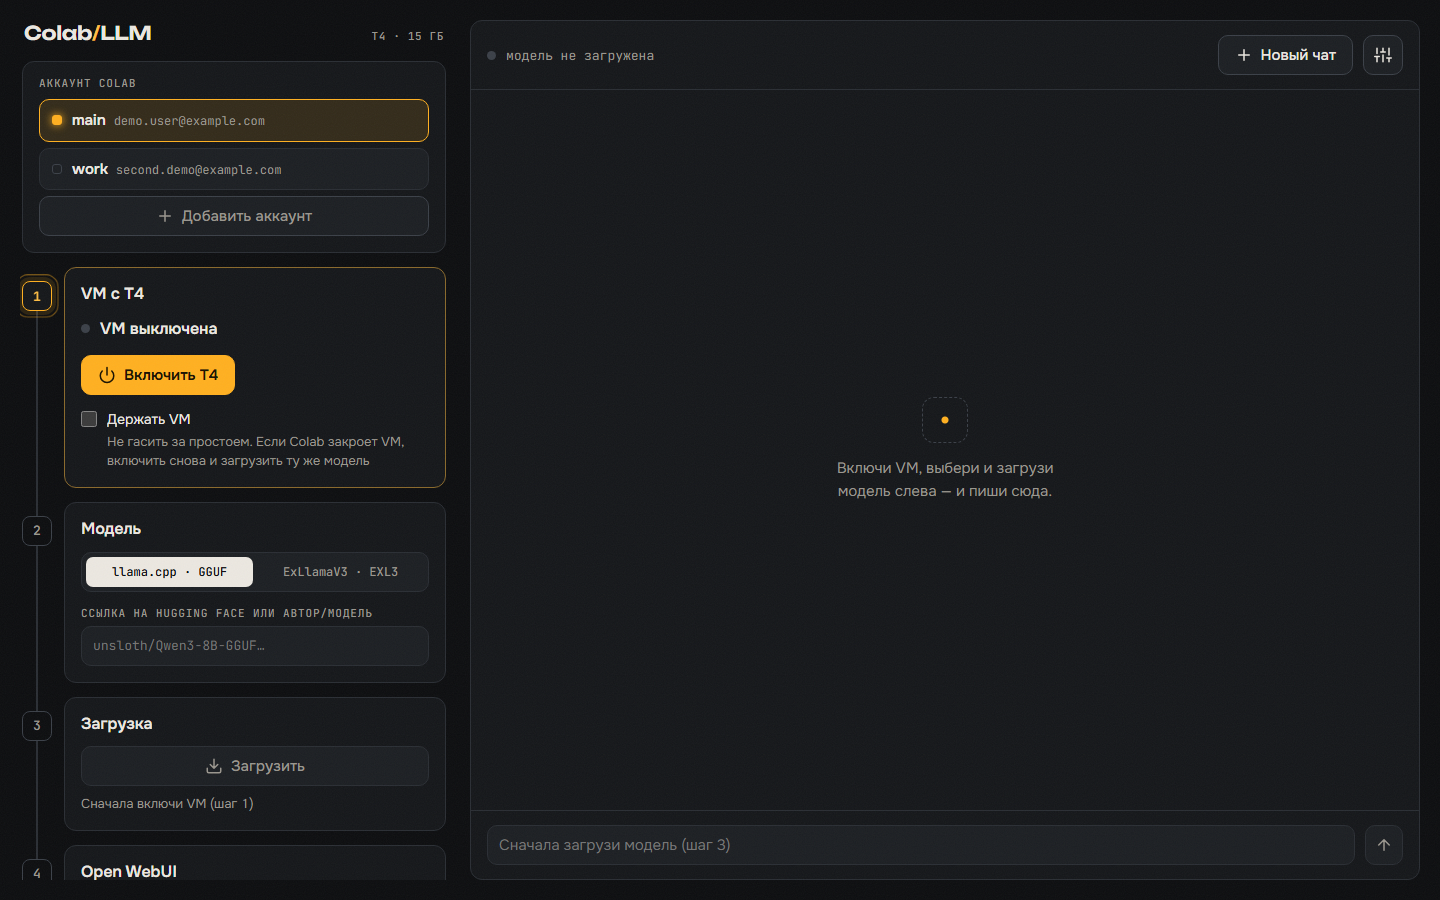 Colab/LLM
T4 · 15 ГБ
АККАУНТ COLAB
main demo.user@example.com
work second.demo@example.com
Добавить аккаунт
1
VM с T4
VM выключена
Включить T4
Держать VM
Не гасить за простоем. Если Colab закроет VM,
включить снова и загрузить ту же модель
2
Модель
llama.cpp · GGUF
ExLlamaV3 · EXL3
ССЫЛКА НА HUGGING FACE ИЛИ АВТОР/МОДЕЛЬ
unsloth/Qwen3-8B-GGUF…
3
Загрузка
Загрузить
Сначала включи VM (шаг 1)
4
Open WebUI
модель не загружена
Новый чат
Включи VM, выбери и загрузи
модель слева — и пиши сюда.
Сначала загрузи модель (шаг 3)